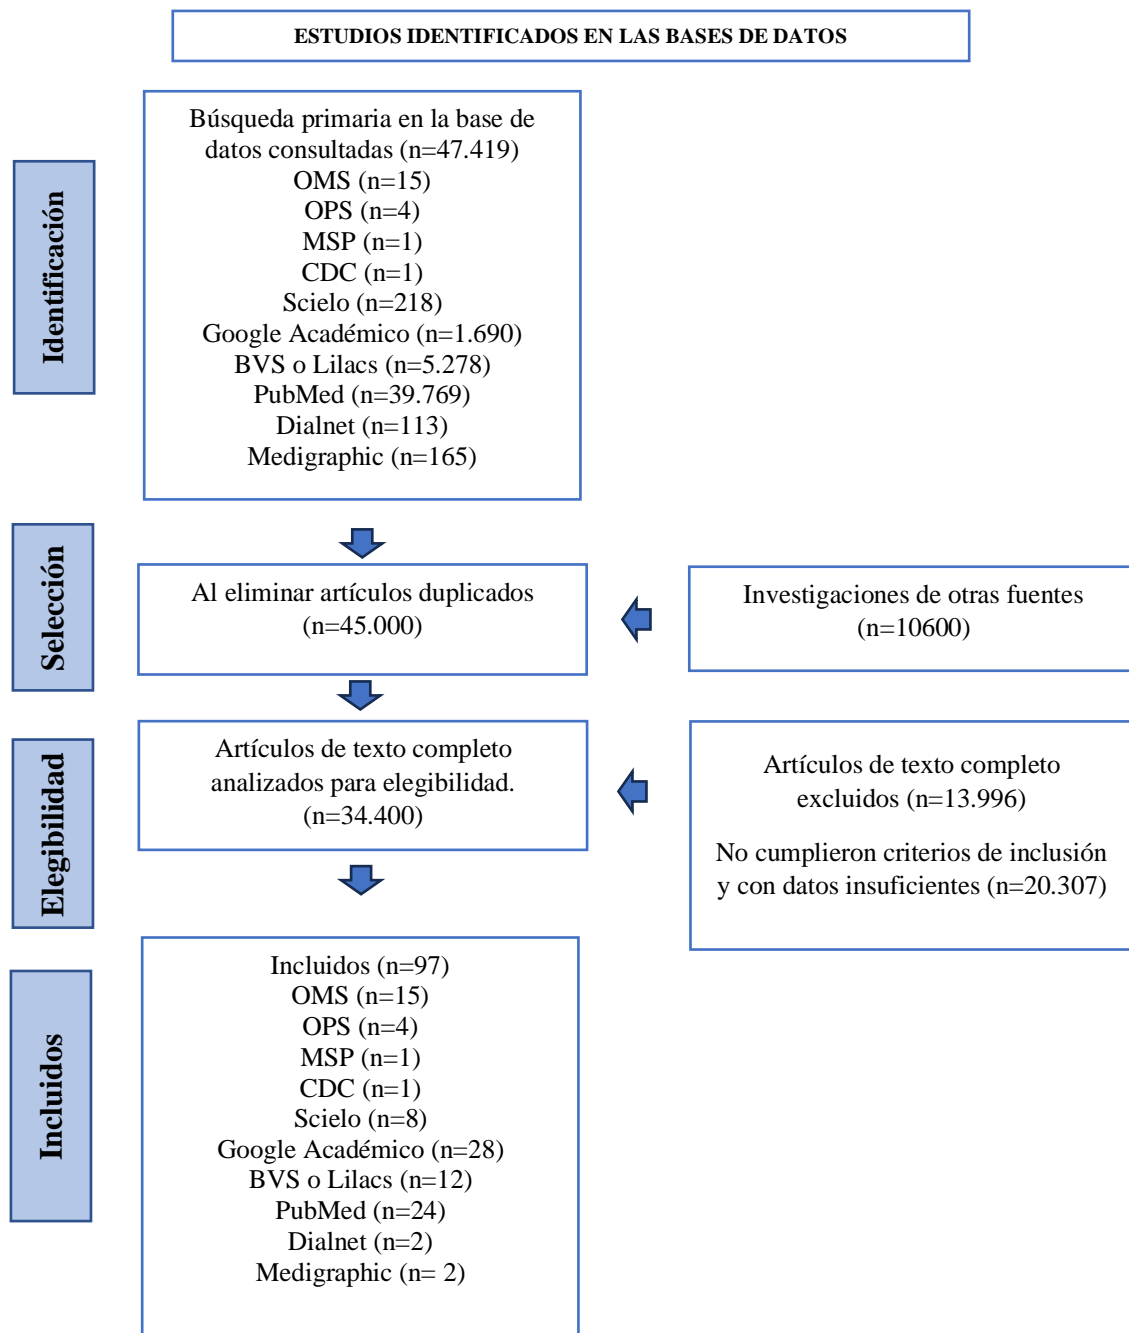 ESTUDIOS IDENTIFICADOS EN LAS BASES DE DATOS
Identificación
Búsqueda primaria en la base de
datos consultadas (n=47.419)
OMS (n=15)
OPS (n=4)
MSP (n=1)
CDC (n=1)
Scielo (n=218)
Google Académico (n=1.690)
BVS o Lilacs (n=5.278)
PubMed (n=39.769)
Dialnet (n=113)
Medigraphic (n=165)
Selección
Al eliminar artículos duplicados
(n=45.000)
Investigaciones de otras fuentes
(n=10600)
Elegibilidad
Artículos de texto completo
analizados para elegibilidad.
(n=34.400)
Artículos de texto completo
excluidos (n=13.996)
No cumplieron criterios de inclusión
y con datos insuficientes (n=20.307)
Incluidos
Incluidos (n=97)
OMS (n=15)
OPS (n=4)
MSP (n=1)
CDC (n=1)
Scielo (n=8)
Google Académico (n=28)
BVS o Lilacs (n=12)
PubMed (n=24)
Dialnet (n=2)
Medigraphic (n= 2)